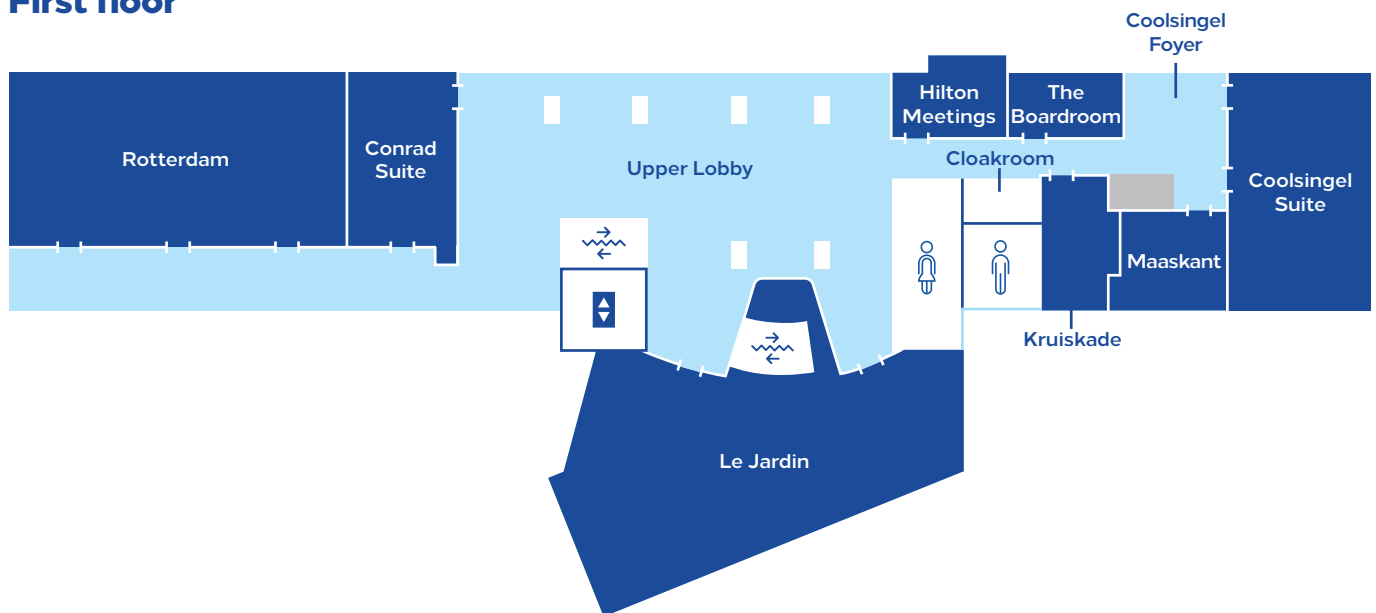 First floor
Coolsingel
Foyer
Hilton
Meetings
The
Boardroom
Rotterdam
Conrad
Suite
Upper Lobby
Cloakroom
Coolsingel
Suite
Maaskant
Kruiskade
Le Jardin